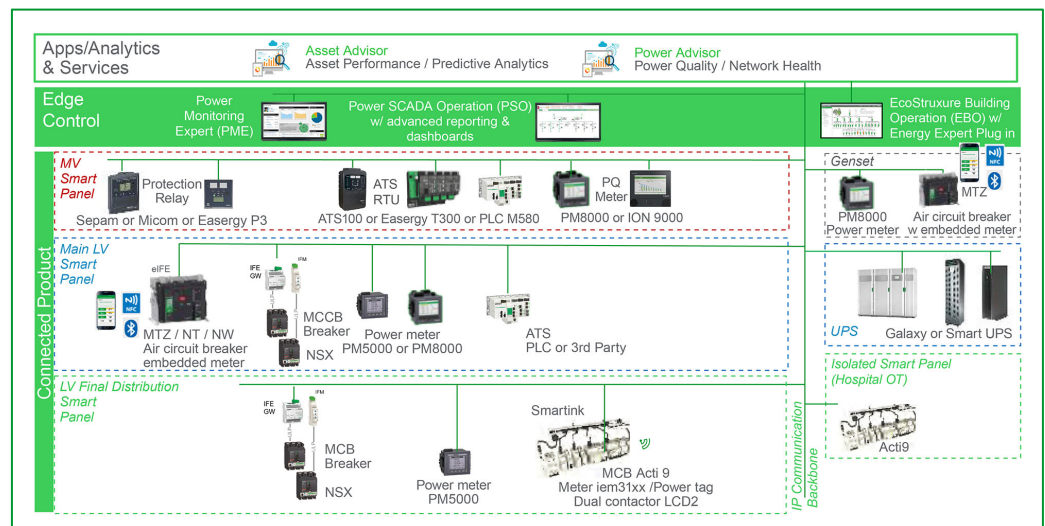 Apps/Analytics
& Services
Asset Advisor
Asset Performance / Predictive Analytics
Power Advisor
Power Quality / Network Health
Edge
Control
Power
Monitoring
Expert (PME)
Power SCADA Operation (PSO)
w/ advanced reporting &
dashboards
EcoStruxure Building
Operation (EBO) w/
Energy Expert Plug in
Connected Product
MV
Smart
Panel
Protection
Relay
Sepam or Micom or Easergy P3
ATS
RTU
ATS100 or Easergy T300 or PLC M580
PQ
Meter
PM8000 or ION 9000
Genset
NFC
MTZ
PM8000
Power meter
Air circuit breaker
w embedded meter
Main LV
Smart
Panel
eIFE
NFC
MTZ / NT / NW
Air circuit breaker
embedded meter
IFE
GW
IFM
MCCB
Breaker
NSX
Power meter
PM5000 or PM8000
ATS
PLC or 3rd Party
UPS
Galaxy or Smart UPS
LV Final Distribution
Smart
Panel
IFE
GW
IFM
MCB
Breaker
NSX
Power meter
PM5000
Smartink
MCB Acti 9
Meter iem31xx /Power tag
Dual contactor LCD2
IP Communication
Backbone
Isolated Smart Panel
(Hospital OT)
Acti9